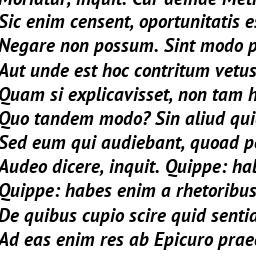 Moriatur, inquit. Cur deinde Metr
Sic enim censent, oportunitatis es
Negare non possum. Sint modo p
Aut unde est hoc contritum vetus
Quam si explicavisset, non tam h
Quo tandem modo? Sin aliud qui
Sed eum qui audiebant, quoad po
Audeo dicere, inquit. Quippe: hab
Quippe: habes enim a rhetoribus
De quibus cupio scire quid sentia
Ad eas enim res ab Epicuro prae